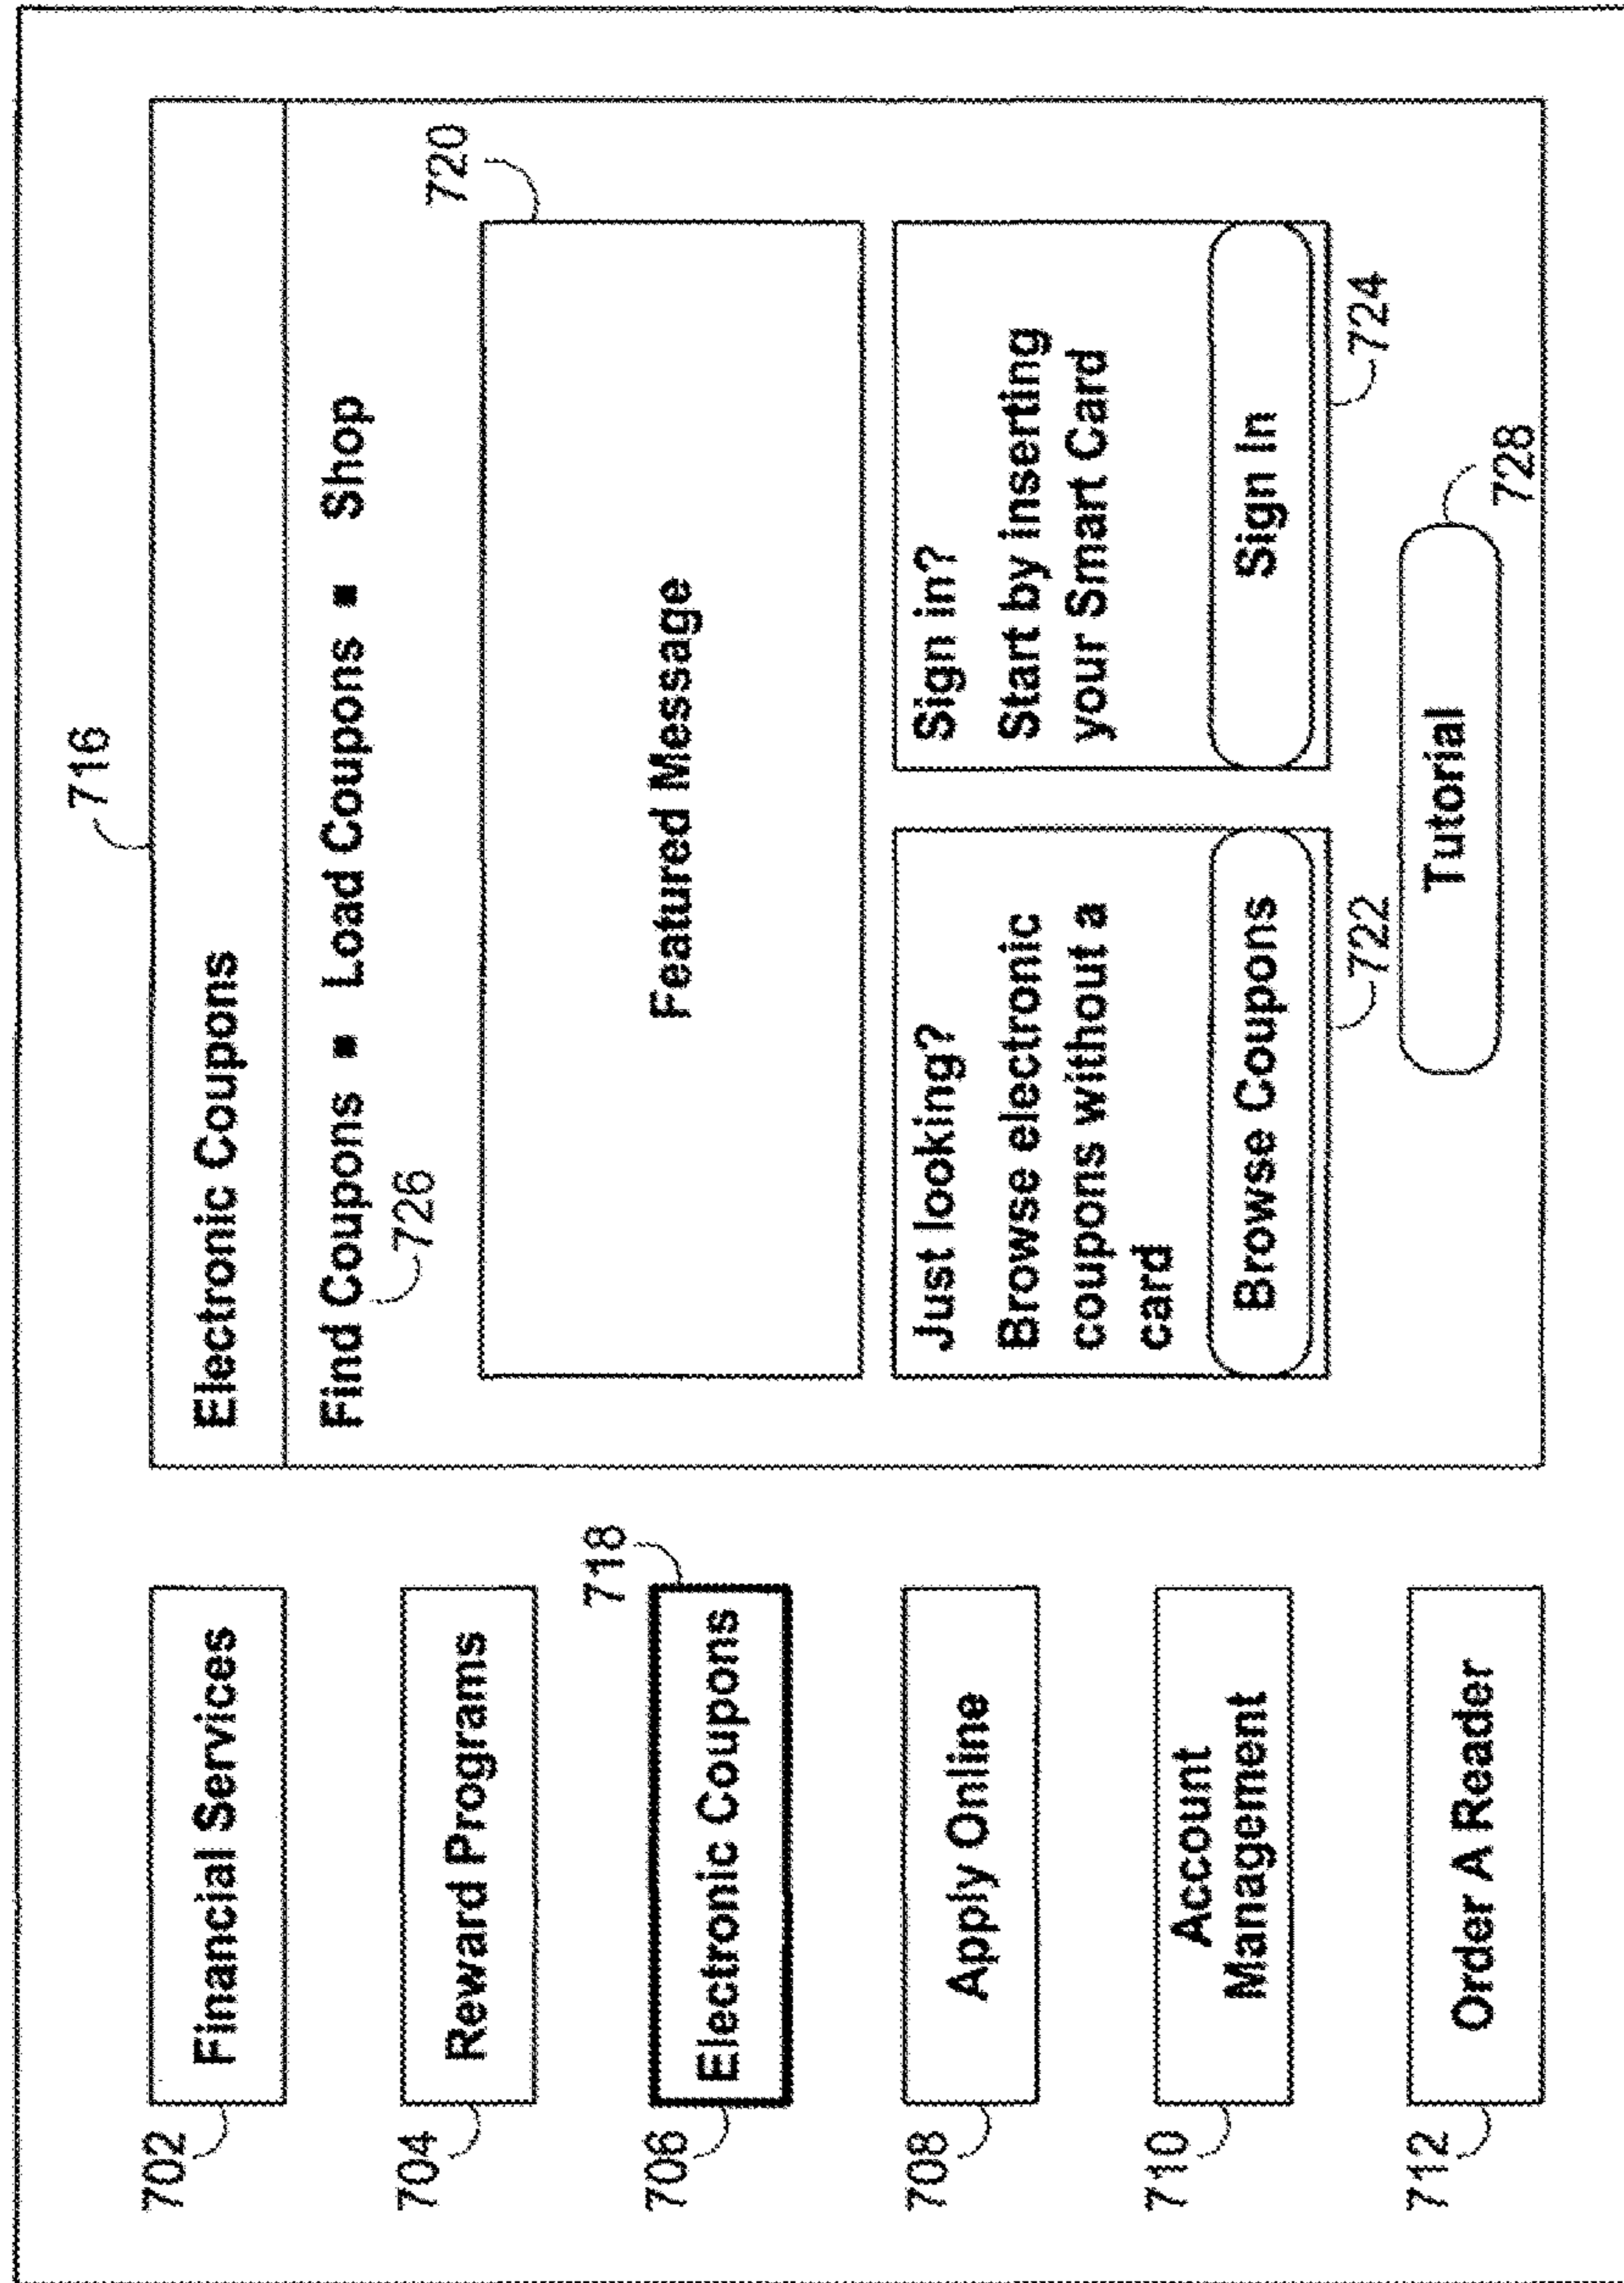 702
Financial Services
704
Reward Programs
718
706
Electronic Coupons
708
Apply Online
710
Account
Management
712
Order A Reader
716
Electronic Coupons
Find Coupons ■ Load Coupons ■ Shop
726
720
Featured Message
Just looking?
Browse electronic
coupons without a
card
Browse Coupons
722
Sign in?
Start by inserting
your Smart Card
Sign In
724
Tutorial
728